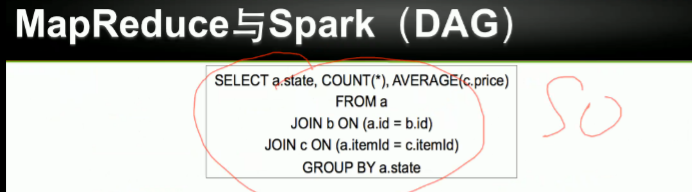 MapReduce与Spark（DAG）
SELECT a.state, COUNT(*), AVERAGE(c.price)
FROM a
JOIN b ON (a.id = b.id)
JOIN c ON (a.itemId = c.itemId)
GROUP BY a.state